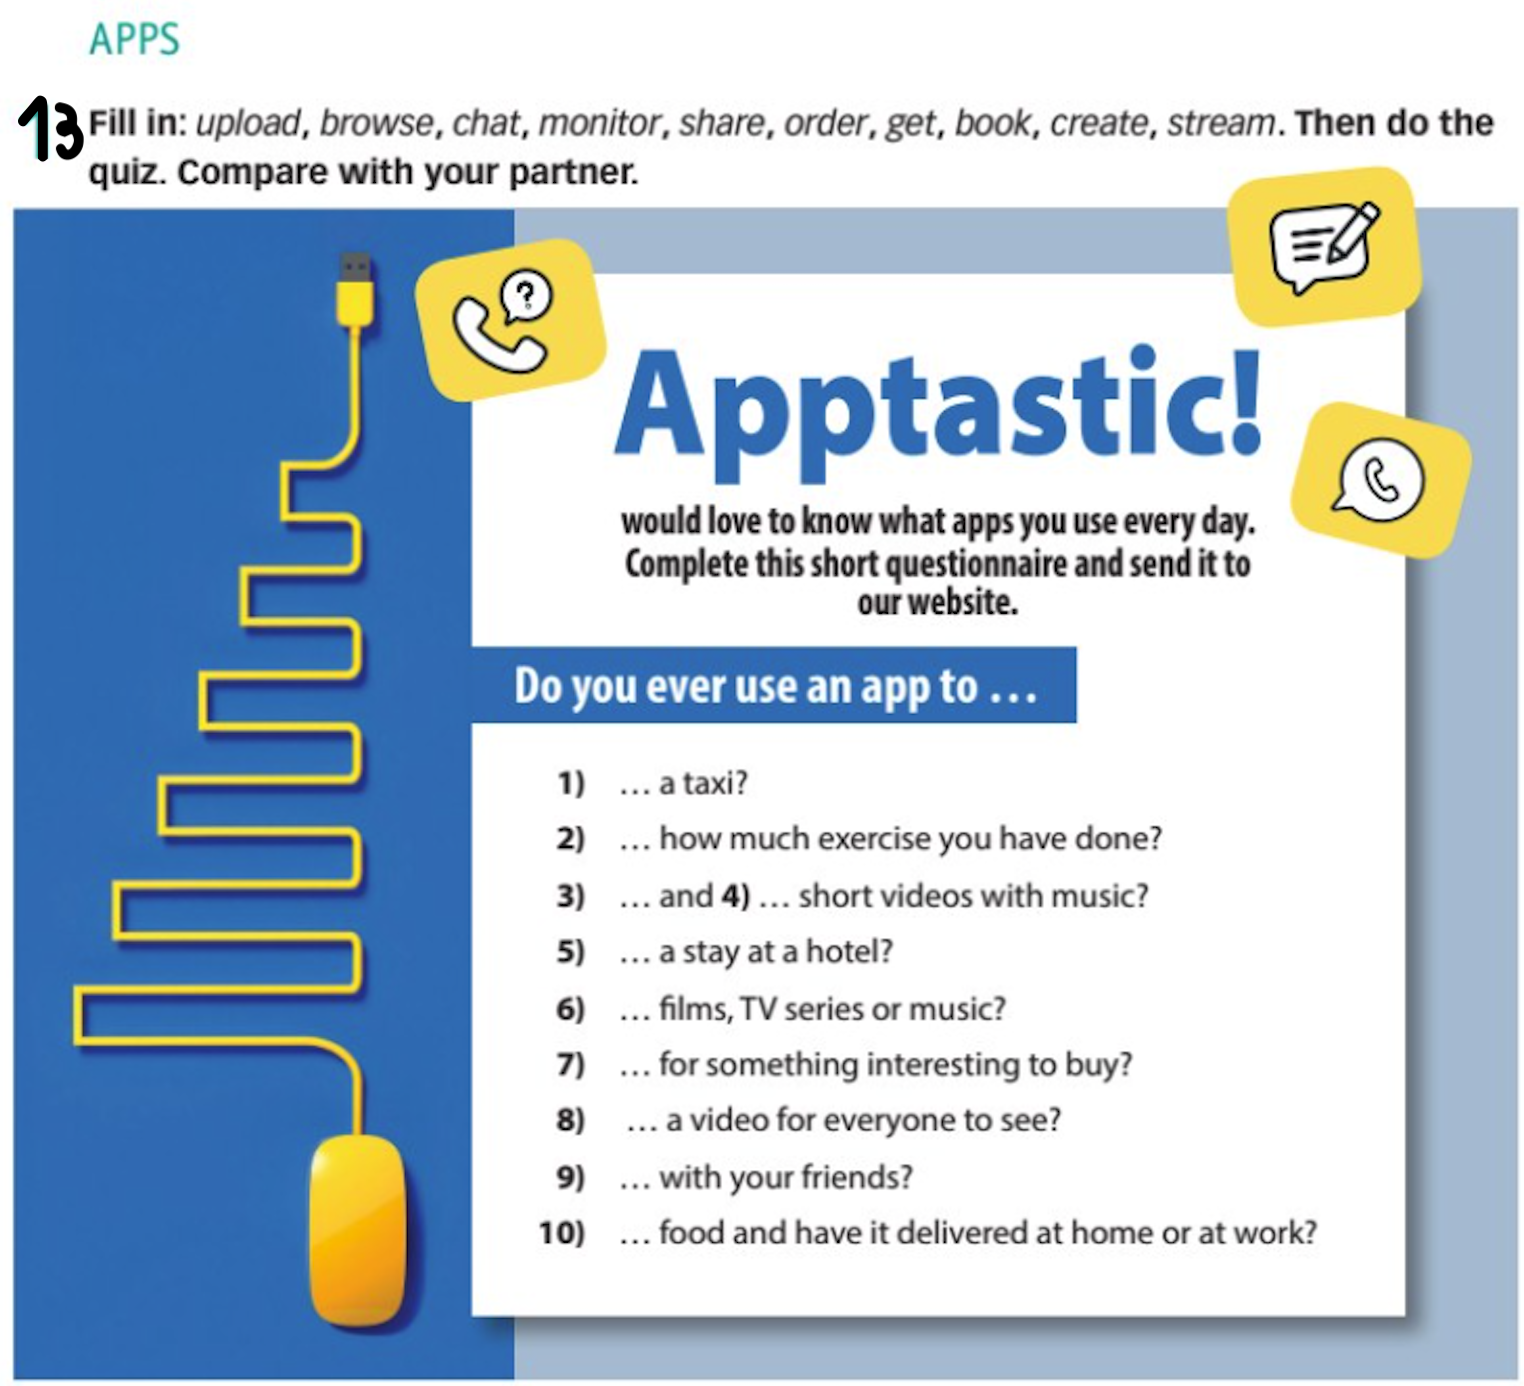 APPS
13 Fill in: upload, browse, chat, monitor, share, order, get, book, create, stream. Then do the
quiz. Compare with your partner.
?
Apptastic!
would love to know what apps you use every day.
Complete this short questionnaire and send it to
our website.
Do you ever use an app to …
1) … a taxi?
2) … how much exercise you have done?
3) … and 4) … short videos with music?
5) … a stay at a hotel?
6) … films, TV series or music?
7) … for something interesting to buy?
8) … a video for everyone to see?
9) … with your friends?
10) … food and have it delivered at home or at work?